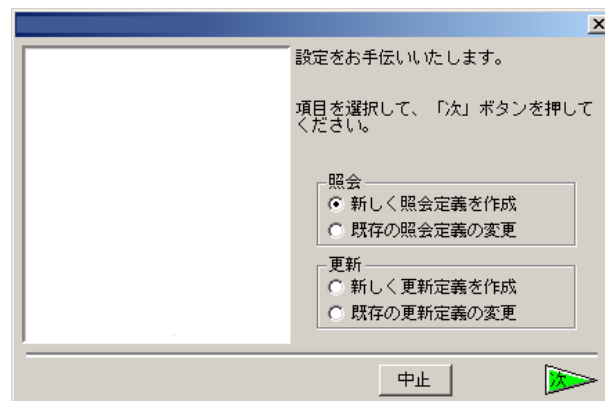 設定をお手伝いいたします。
項目を選択して、「次」ボタンを押して
ください。
照会
新しく照会定義を作成
既存の照会定義の変更
更新
新しく更新定義を作成
既存の更新定義の変更
中止
次